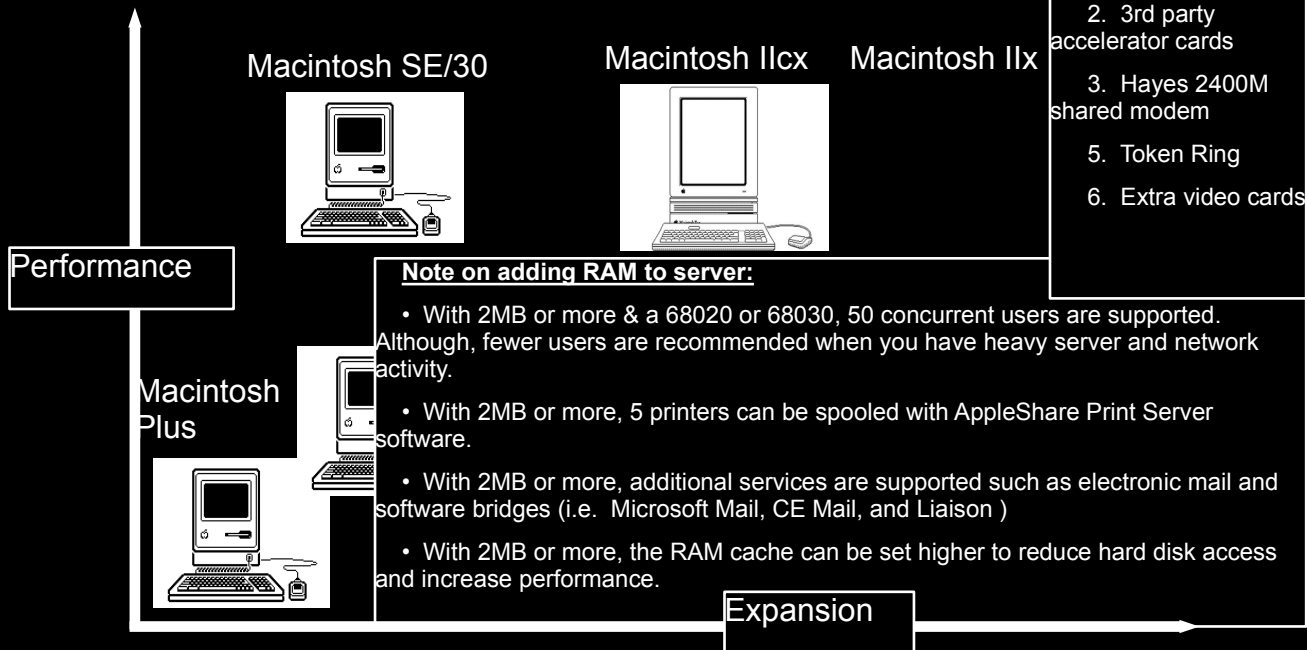 2. 3rd party
accelerator cards
3. Hayes 2400M
shared modem
5. Token Ring
6. Extra video cards
Macintosh SE/30
Macintosh IIcx
Macintosh IIx
Performance
Note on adding RAM to server:
• With 2MB or more & a 68020 or 68030, 50 concurrent users are supported.
Although, fewer users are recommended when you have heavy server and network
activity.
• With 2MB or more, 5 printers can be spooled with AppleShare Print Server
software.
• With 2MB or more, additional services are supported such as electronic mail and
software bridges (i.e. Microsoft Mail, CE Mail, and Liaison )
• With 2MB or more, the RAM cache can be set higher to reduce hard disk access
and increase performance.
Macintosh
Plus
Expansion